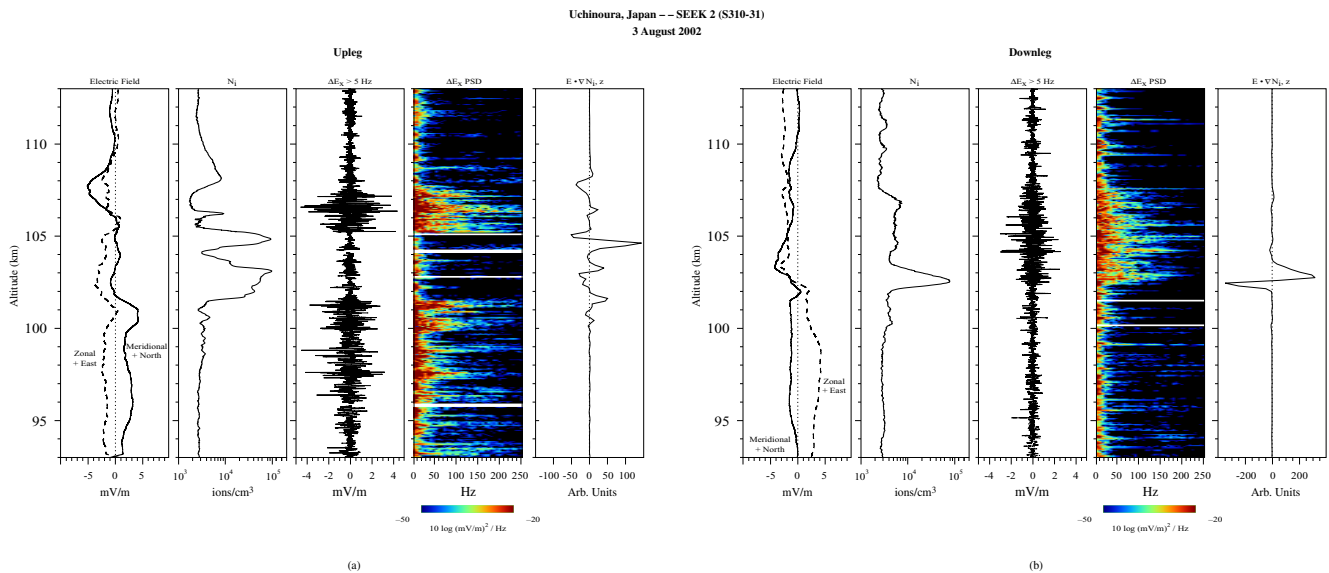 Uchinoura, Japan – – SEEK 2 (S310-31)
3 August 2002
Upleg
Electric Field
Nᵢ
ΔEₓ > 5 Hz
ΔEₓ PSD
E • ∇ Nᵢ, z
Altitude (km)
110
105
100
95
Zonal
+ East
Meridional
+ North
-5 0 5
mV/m
10³ 10⁴ 10⁵
ions/cm³
-4 -2 0 2 4
mV/m
0 50 100 150 200 250
Hz
-100 -50 0 50 100
Arb. Units
–50
–20
10 log (mV/m)² / Hz
(a)
Downleg
Electric Field
Nᵢ
ΔEₓ > 5 Hz
ΔEₓ PSD
E • ∇ Nᵢ, z
Altitude (km)
110
105
100
95
Zonal
+ East
Meridional
+ North
-5 0 5
mV/m
10³ 10⁴ 10⁵
ions/cm³
-4 -2 0 2 4
mV/m
0 50 100 150 200 250
Hz
-200 0 200
Arb. Units
–50
–20
10 log (mV/m)² / Hz
(b)